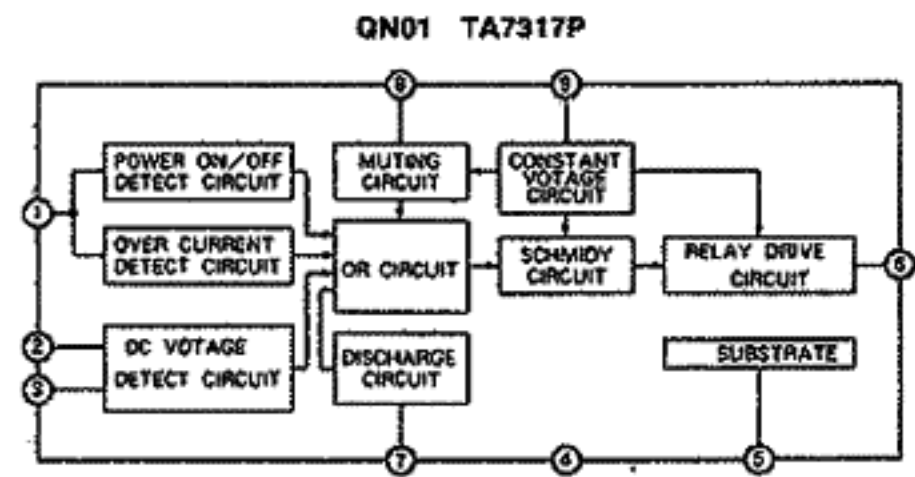 QN01 TA7317P
8
9
POWER ON/OFF
DETECT CIRCUIT
MUTING
CIRCUIT
CONSTANT
VOTAGE
CIRCUIT
1
OVER CURRENT
DETECT CIRCUIT
OR CIRCUIT
SCHMIDY
CIRCUIT
RELAY DRIVE
CIRCUIT
6
2
3
DC VOTAGE
DETECT CIRCUIT
DISCHARGE
CIRCUIT
SUBSTRATE
7
4
5